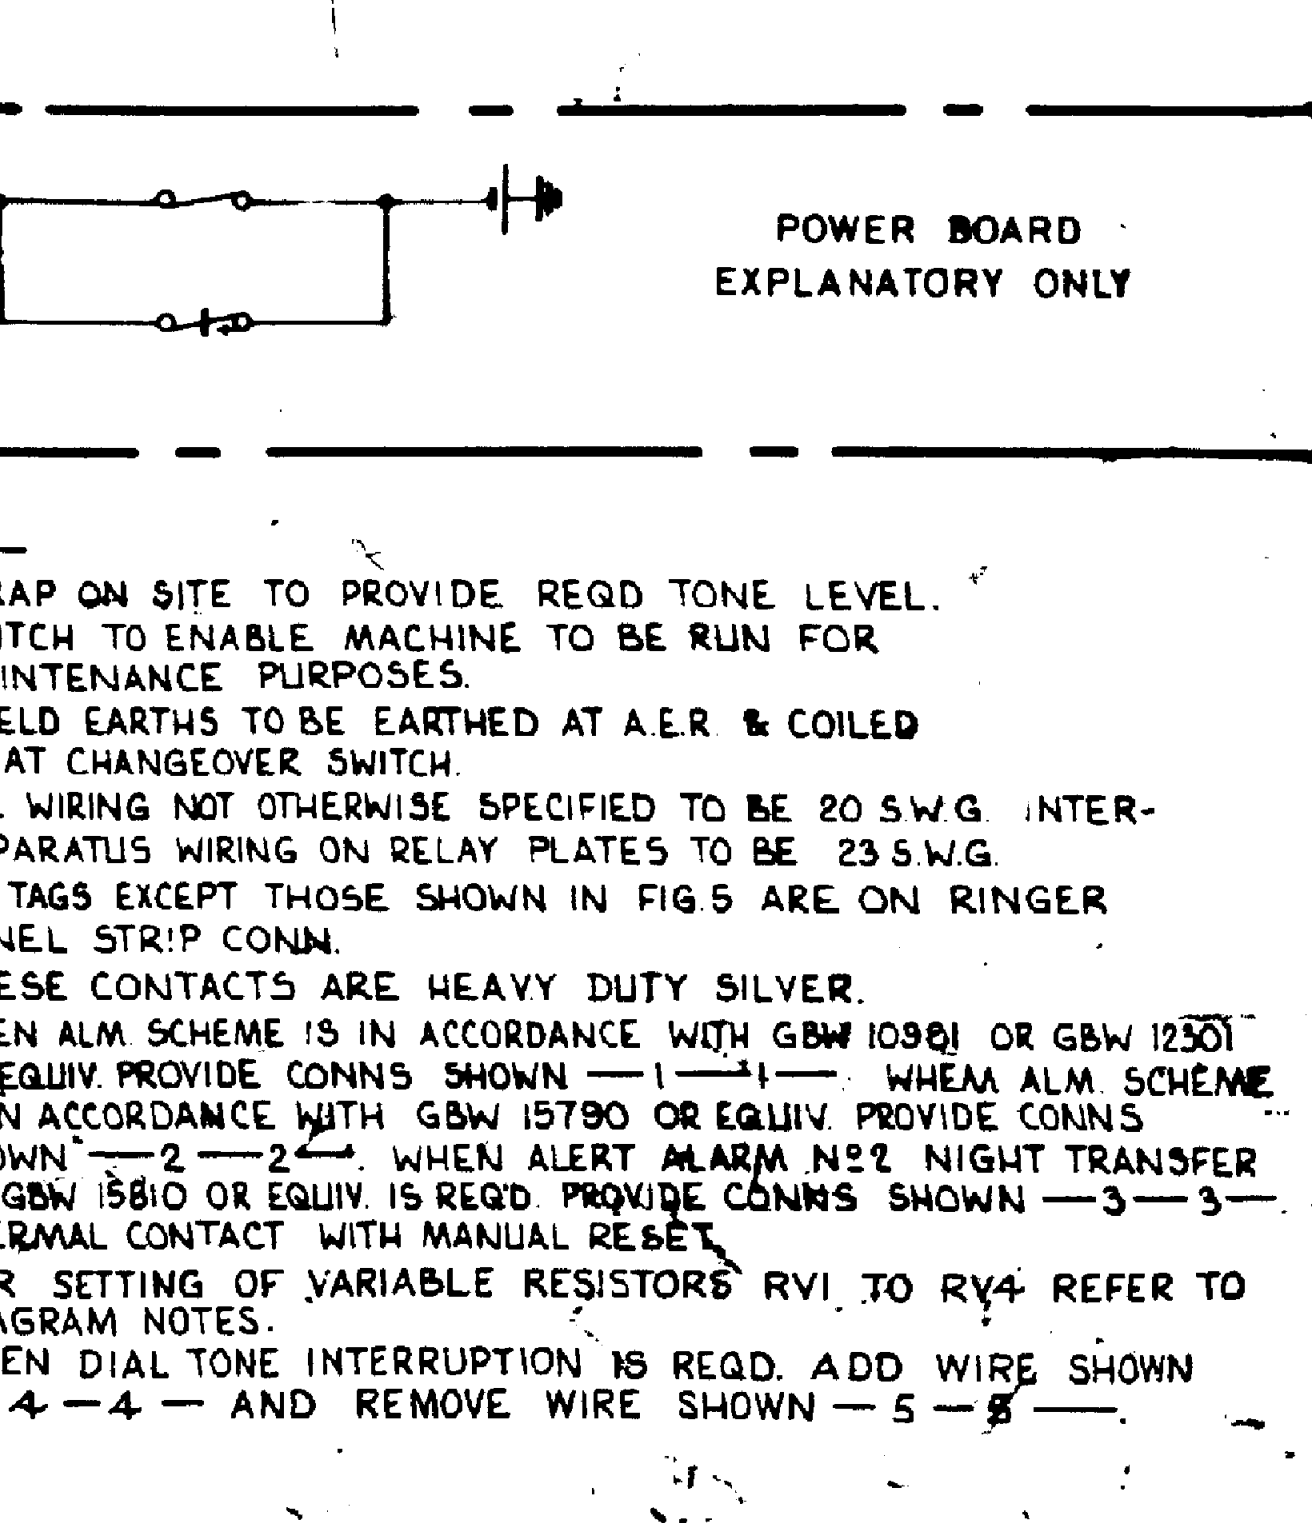 POWER BOARD
EXPLANATORY ONLY
RAP ON SITE TO PROVIDE REQD TONE LEVEL.
ITCH TO ENABLE MACHINE TO BE RUN FOR
INTENANCE PURPOSES.
ELD EARTHS TO BE EARTHED AT A.E.R. & COILED
AT CHANGEOVER SWITCH.
WIRING NOT OTHERWISE SPECIFIED TO BE 20 S.W.G. INTER-
PARATUS WIRING ON RELAY PLATES TO BE 23 S.W.G.
TAGS EXCEPT THOSE SHOWN IN FIG.5 ARE ON RINGER
NEL STRIP CONN.
ESE CONTACTS ARE HEAVY DUTY SILVER.
EN ALM. SCHEME IS IN ACCORDANCE WITH GBW OR GBW 12301
EQUIV. PROVIDE CONNS SHOWN — 1 — 1 —. WHEN ALM. SCHEME
N ACCORDANCE WITH GBW 15790 OR EQUIV. PROVIDE CONNS
OWN — 2 — 2 —. WHEN ALERT ALARM Nº2 NIGHT TRANSFER
GBW 15810 OR EQUIV. IS REQ'D. PROVIDE CONNS SHOWN — 3 — 3 —.
ERMAL CONTACT WITH MANUAL RESET.
R SETTING OF VARIABLE RESISTORS RV1 TO RV4 REFER TO
AGRAM NOTES.
EN DIAL TONE INTERRUPTION IS REQD. ADD WIRE SHOWN
4 — 4 — AND REMOVE WIRE SHOWN — 5 — 5 —.